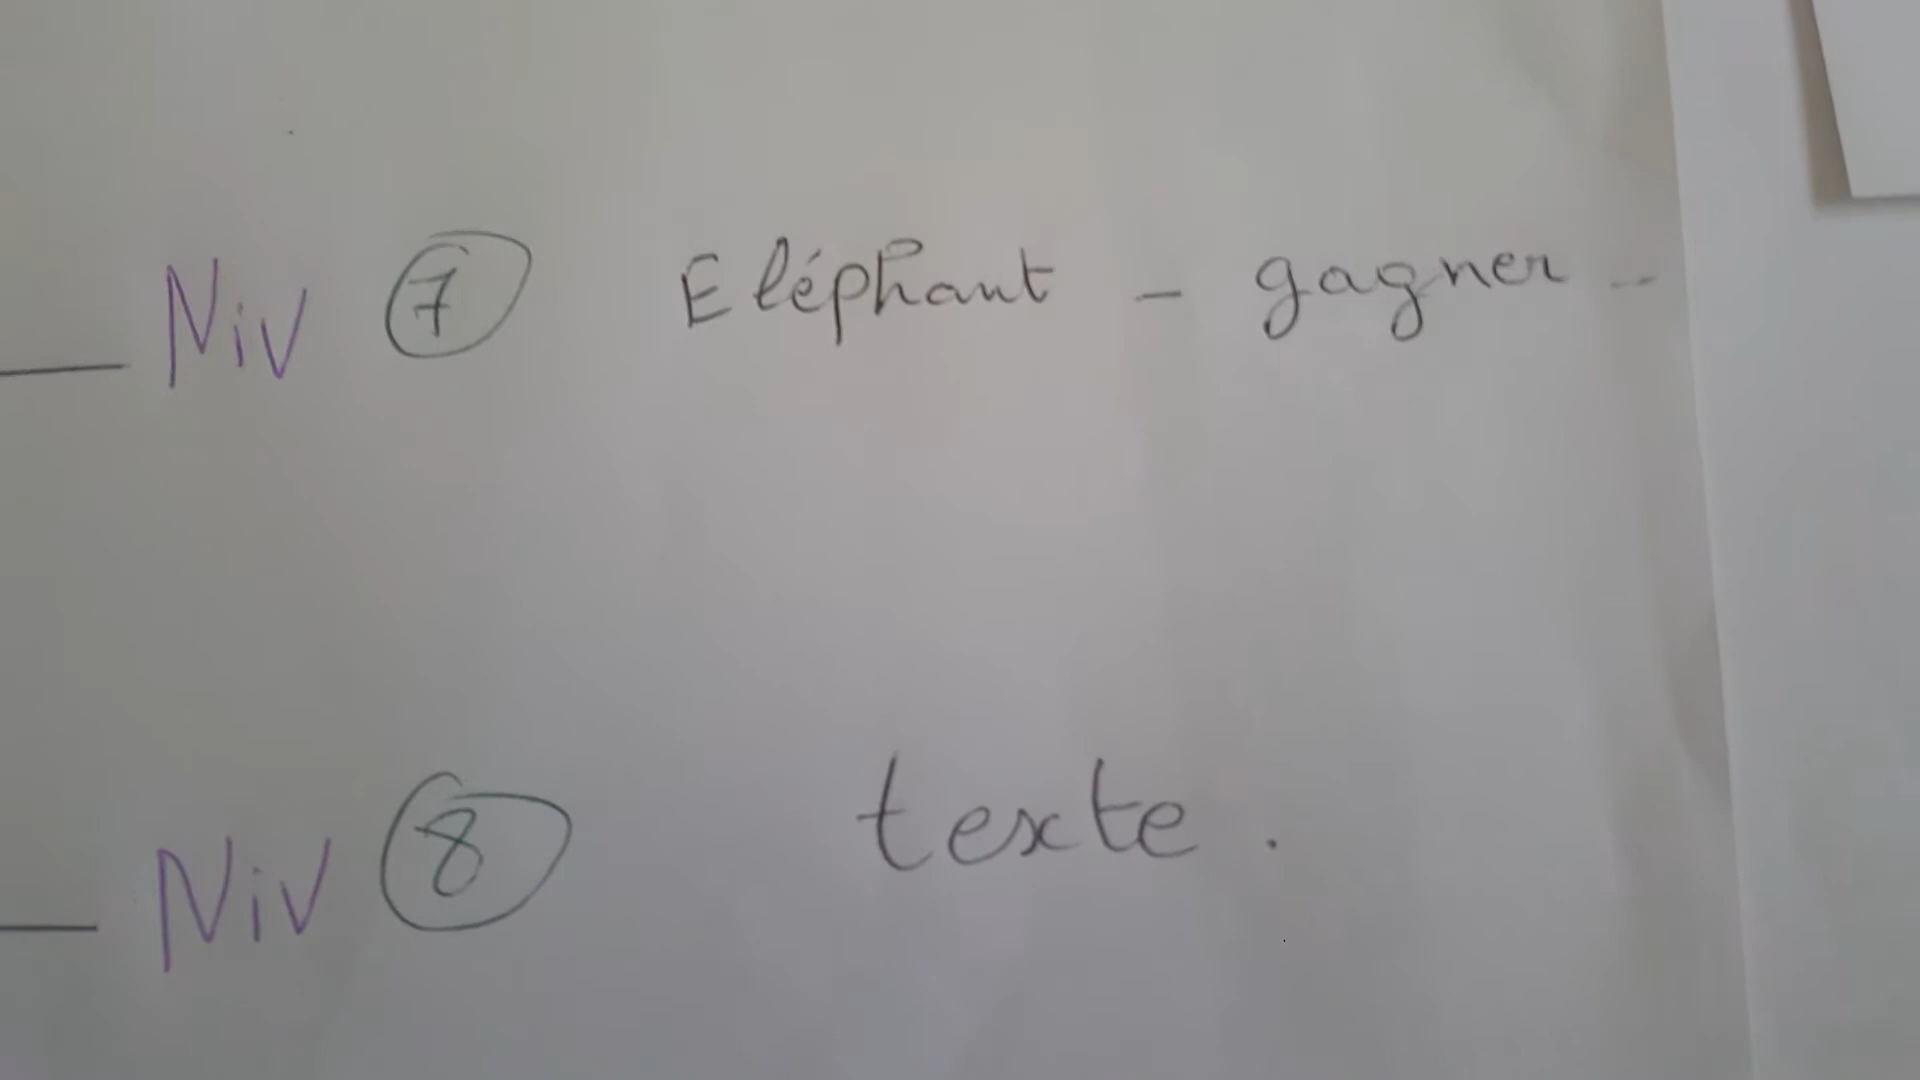 Niv 7 Eléphant - gagner ..
Niv 8 texte.